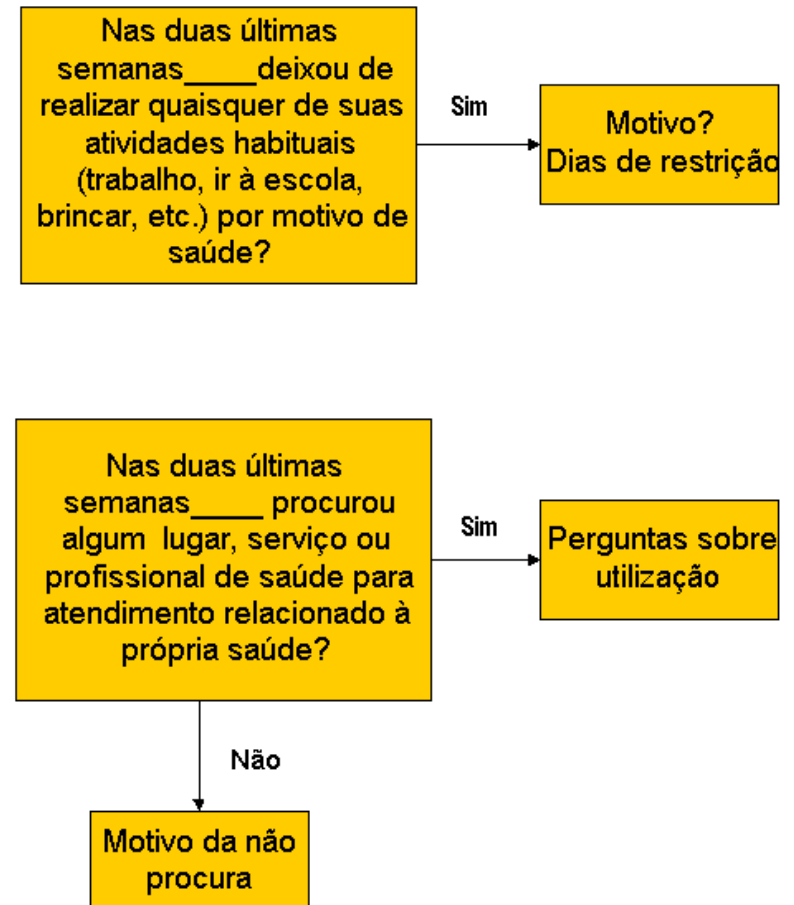 Nas duas últimas
semanas____deixou de
realizar quaisquer de suas
atividades habituais
(trabalho, ir à escola,
brincar, etc.) por motivo de
saúde?
Sim
Motivo?
Dias de restrição
Nas duas últimas
semanas____ procurou
algum lugar, serviço ou
profissional de saúde para
atendimento relacionado à
própria saúde?
Sim
Perguntas sobre
utilização
Não
Motivo da não
procura